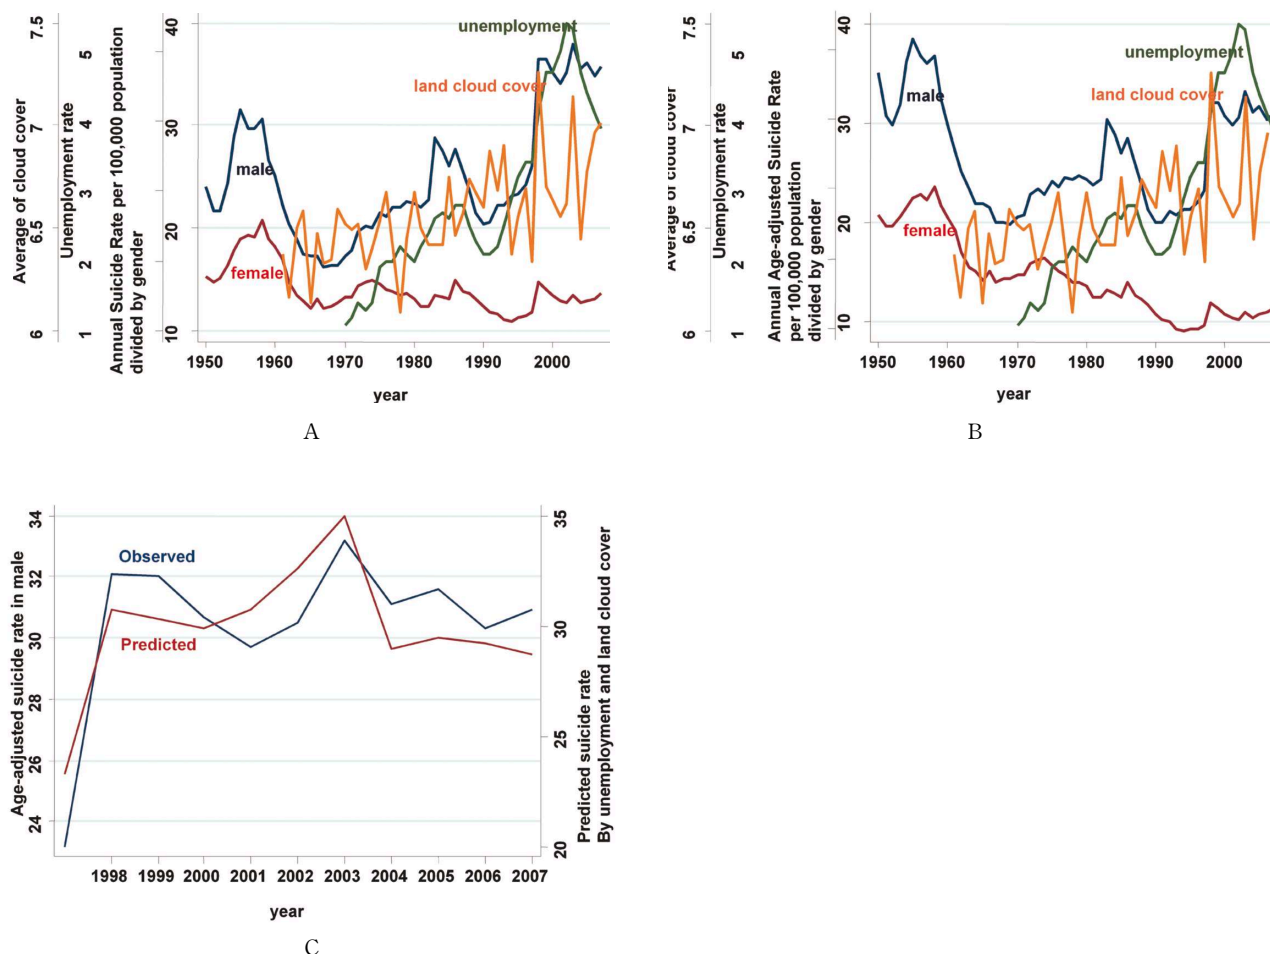 Average of cloud cover
6 6.5 7 7.5
Unemployment rate
1 2 3 4 5
Annual Suicide Rate per 100,000 population
divided by gender
10 20 30 40
unemployment
land cloud cover
male
female
1950 1960 1970 1980 1990 2000
year
A
Average of cloud cover
6 6.5 7 7.5
Unemployment rate
1 2 3 4 5
Annual Age-adjusted Suicide Rate
per 100,000 population
divided by gender
10 20 30 40
unemployment
land cloud cover
male
female
1950 1960 1970 1980 1990 2000
year
B
Age-adjusted suicide rate in male
24 26 28 30 32 34
Observed
Predicted
20 25 30 35
Predicted suicide rate
By unemployment and land cloud cover
1998 1999 2000 2001 2002 2003 2004 2005 2006 2007
year
C